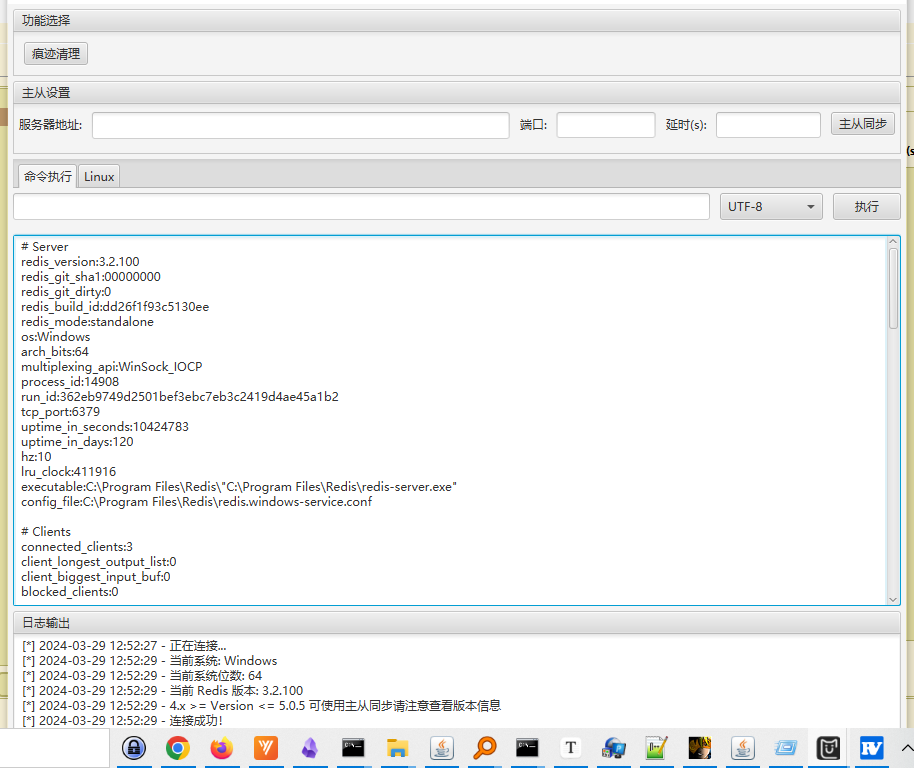 功能选择
痕迹清理
主从设置
服务器地址: 端口: 延时(s): 主从同步
命令执行 Linux
UTF-8 执行
# Server
redis_version:3.2.100
redis_git_sha1:00000000
redis_git_dirty:0
redis_build_id:dd26f1f93c5130ee
redis_mode:standalone
os:Windows
arch_bits:64
multiplexing_api:WinSock_IOCP
process_id:14908
run_id:362eb9749d2501bef3ebc7eb3c2419d4ae45a1b2
tcp_port:6379
uptime_in_seconds:10424783
uptime_in_days:120
hz:10
lru_clock:411916
executable:C:\Program Files\Redis\"C:\Program Files\Redis\redis-server.exe"
config_file:C:\Program Files\Redis\redis.windows-service.conf
# Clients
connected_clients:3
client_longest_output_list:0
client_biggest_input_buf:0
blocked_clients:0
日志输出
[*] 2024-03-29 12:52:27 - 正在连接...
[*] 2024-03-29 12:52:29 - 当前系统: Windows
[*] 2024-03-29 12:52:29 - 当前系统位数: 64
[*] 2024-03-29 12:52:29 - 当前 Redis 版本: 3.2.100
[*] 2024-03-29 12:52:29 - 4.x >= Version <= 5.0.5 可使用主从同步请注意查看版本信息
[*] 2024-03-29 12:52:29 - 连接成功!